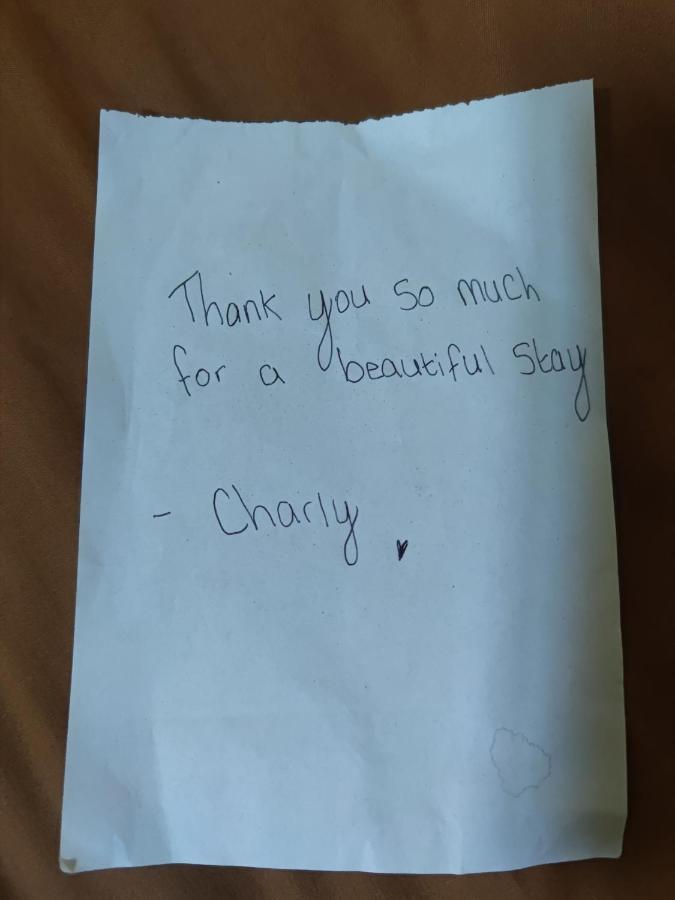 Thank you so much
for a beautiful stay
- Charly